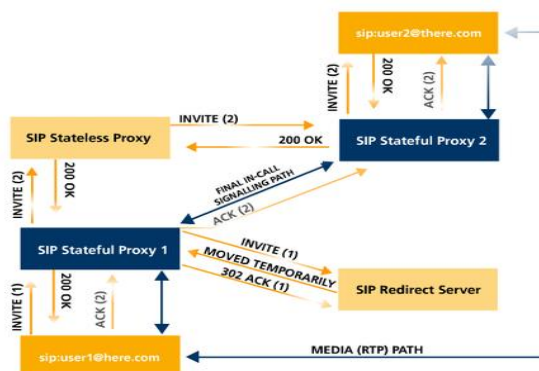 sip:user2@there.com
INVITE (2)
200 OK
ACK (2)
SIP Stateless Proxy
INVITE (2)
200 OK
SIP Stateful Proxy 2
INVITE (2)
200 OK
FINAL IN-CALL
SIGNALLING PATH
ACK (2)
SIP Stateful Proxy 1
INVITE (1)
MOVED TEMPORARILY
302 ACK (1)
SIP Redirect Server
INVITE (1)
200 OK
ACK (2)
sip:user1@here.com
MEDIA (RTP) PATH